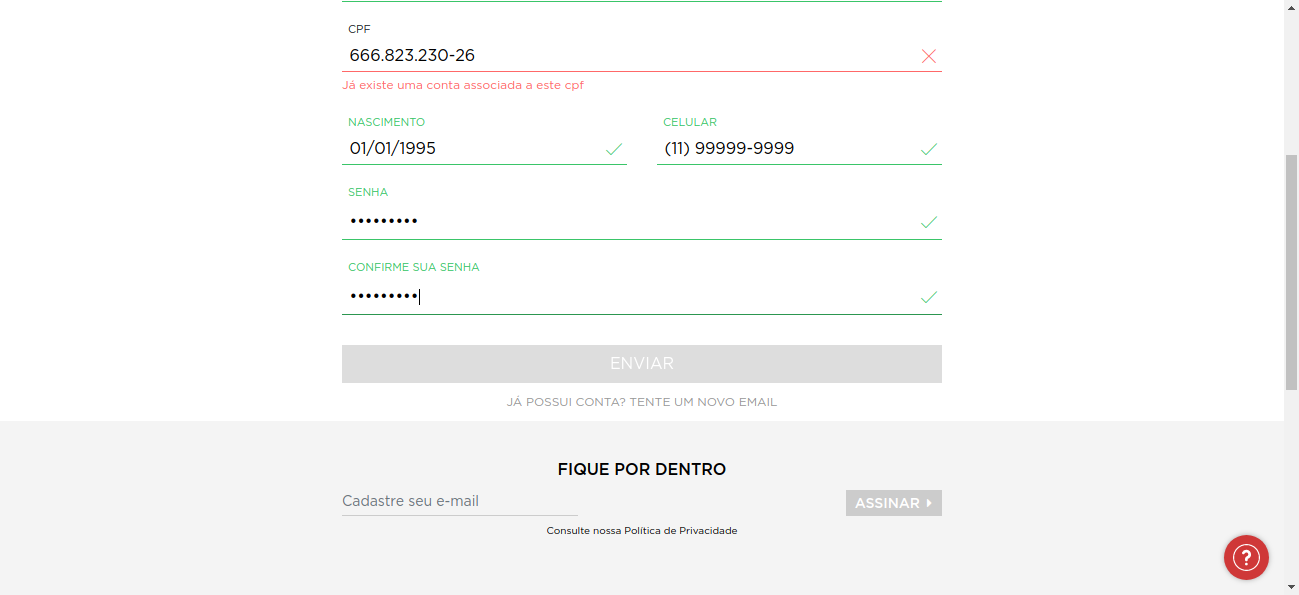 CPF
666.823.230-26
Já existe uma conta associada a este cpf
NASCIMENTO CELULAR
01/01/1995 (11) 99999-9999
SENHA
•••••••••
CONFIRME SUA SENHA
•••••••••
ENVIAR
JÁ POSSUI CONTA? TENTE UM NOVO EMAIL
FIQUE POR DENTRO
Cadastre seu e-mail ASSINAR
Consulte nossa Política de Privacidade
?